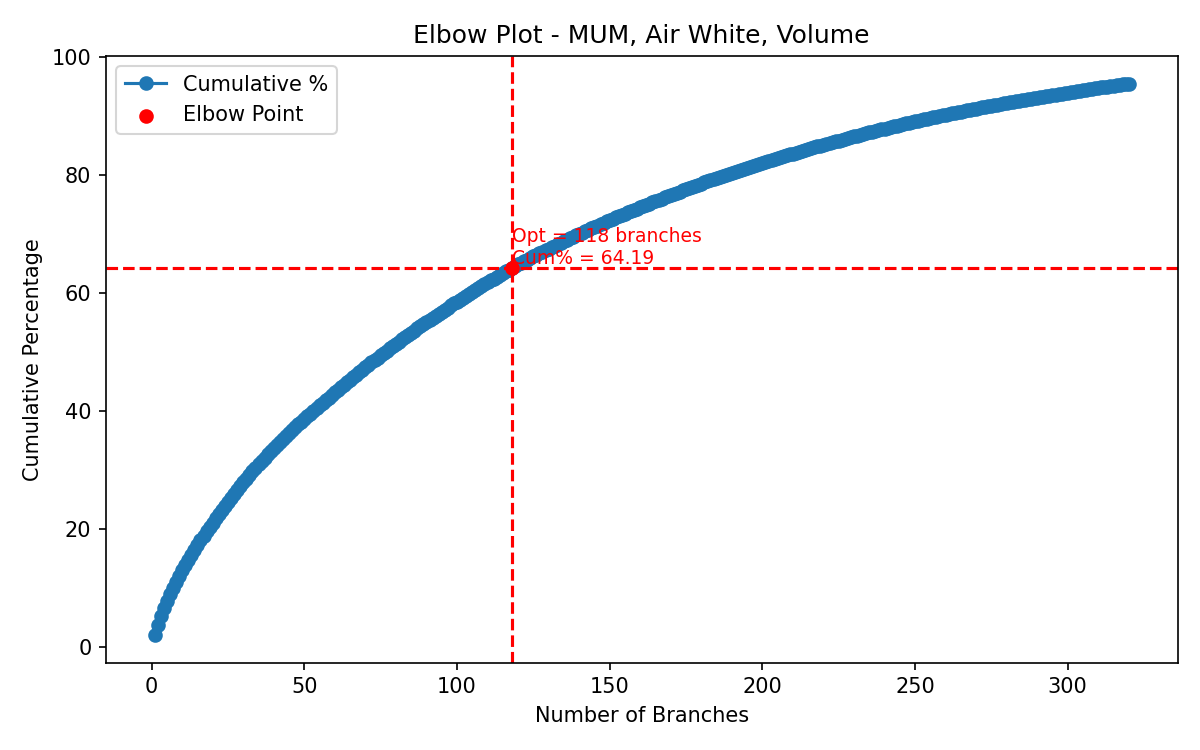 Elbow Plot - MUM, Air White, Volume
Cumulative %
Elbow Point
100
80
60
40
20
0
Cumulative Percentage
Opt = 118 branches
Cum% = 64.19
0 50 100 150 200 250 300
Number of Branches